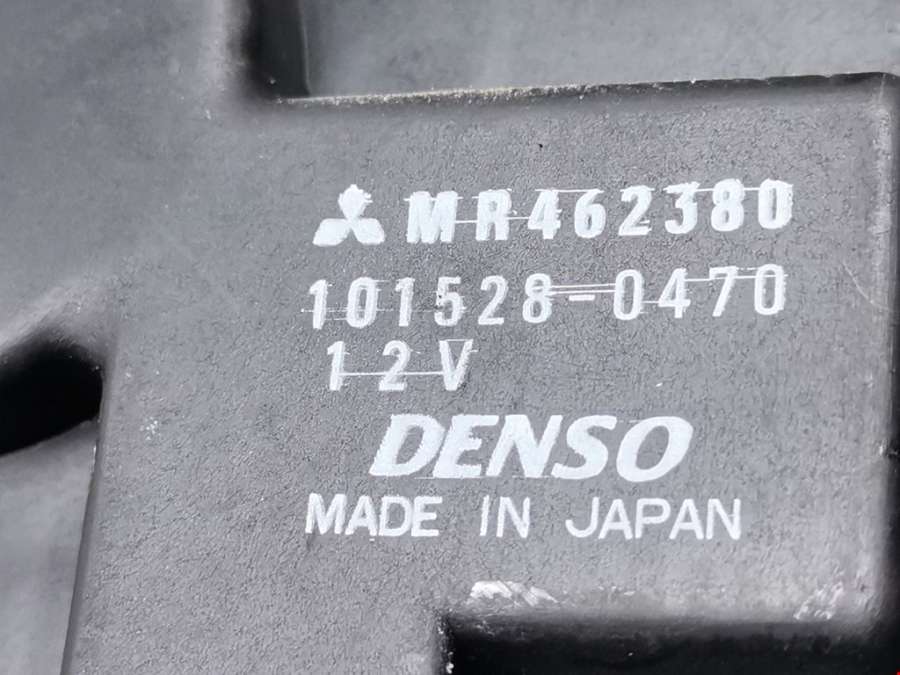 MR462380
101528-0470
12V
DENSO
MADE IN JAPAN